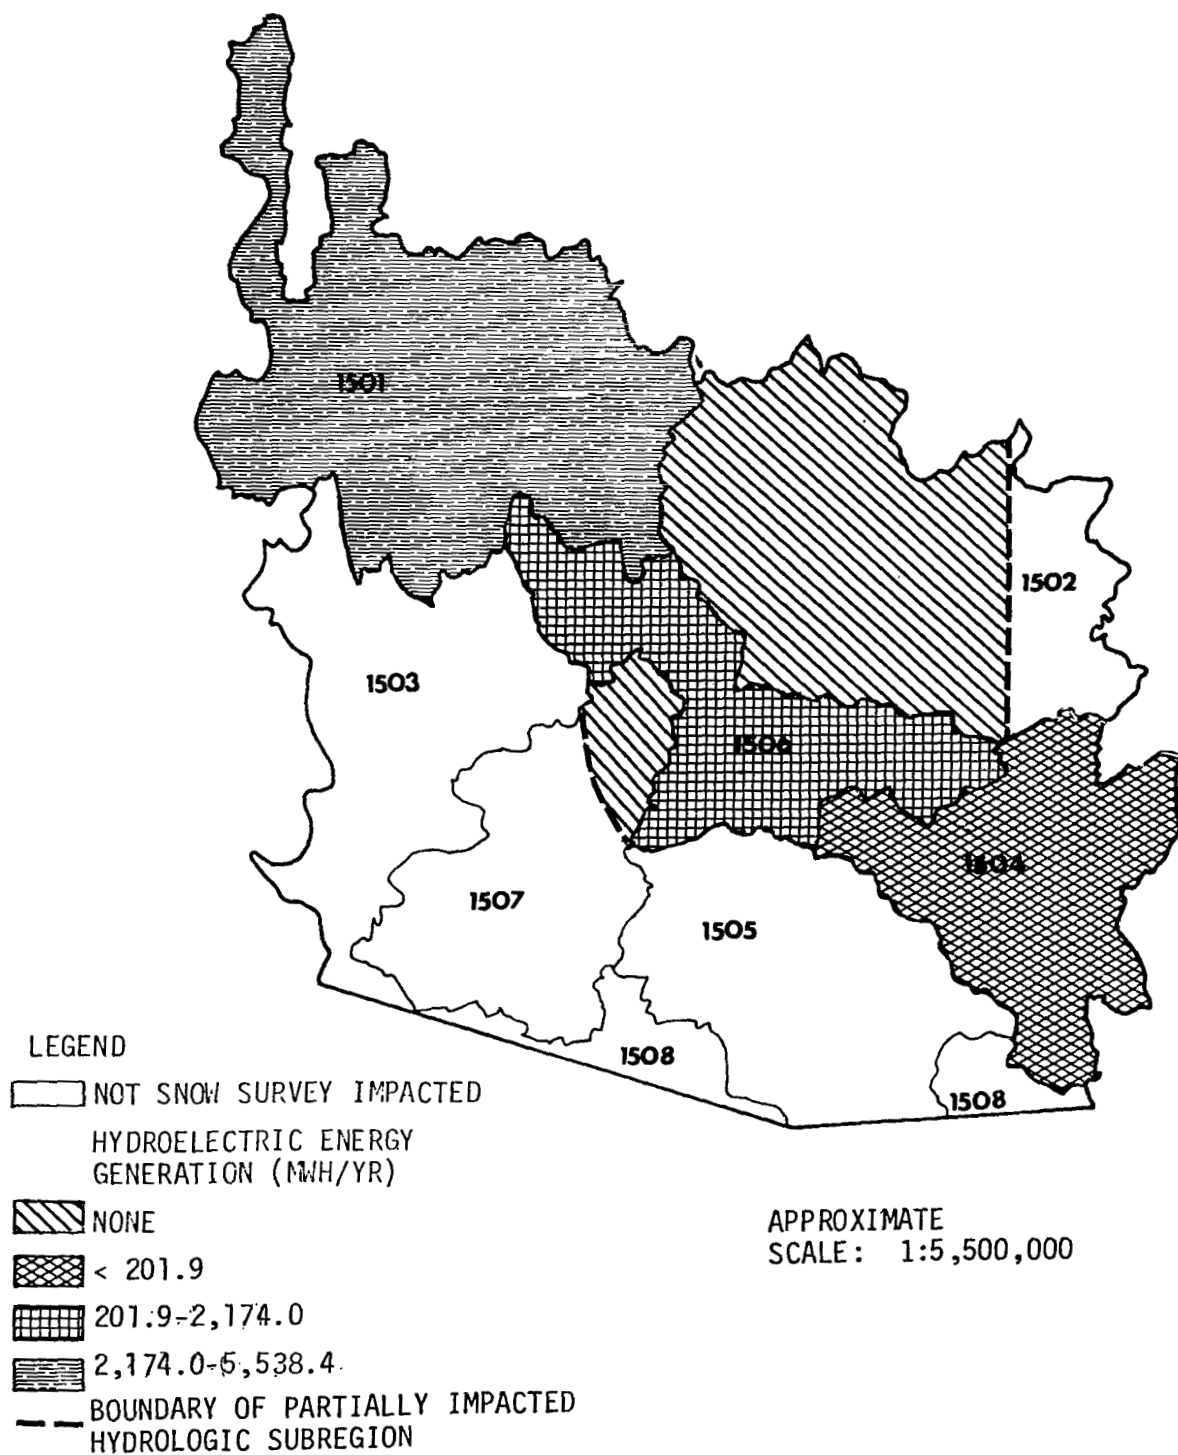 1501
1502
1503
1506
1504
1507
1505
1508
1508
LEGEND
NOT SNOW SURVEY IMPACTED
HYDROELECTRIC ENERGY
GENERATION (MWH/YR)
NONE
< 201.9
201.9-2,174.0
2,174.0-5,538.4
BOUNDARY OF PARTIALLY IMPACTED
HYDROLOGIC SUBREGION
APPROXIMATE
SCALE: 1:5,500,000